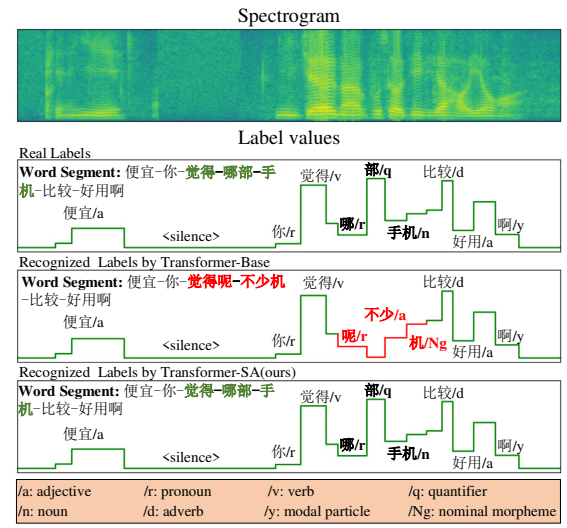 Spectrogram
Label values
Real Labels
Word Segment: 便宜-你-觉得-哪部-手
机-比较-好用啊
便宜/a
<silence>
你/r
觉得/v
哪/r
部/q
手机/n
比较/d
好用/a
啊/y
Recognized Labels by Transformer-Base
Word Segment: 便宜-你-觉得呢-不少机
-比较-好用啊
便宜/a
<silence>
你/r
觉得/v
呢/r
不少/a
机/Ng
比较/d
好用/a
啊/y
Recognized Labels by Transformer-SA(ours)
Word Segment: 便宜-你-觉得-哪部-手
机-比较-好用啊
便宜/a
<silence>
你/r
觉得/v
哪/r
部/q
手机/n
比较/d
好用/a
啊/y
/a: adjective /r: pronoun /v: verb /q: quantifier
/n: noun /d: adverb /y: modal particle /Ng: nominal morpheme